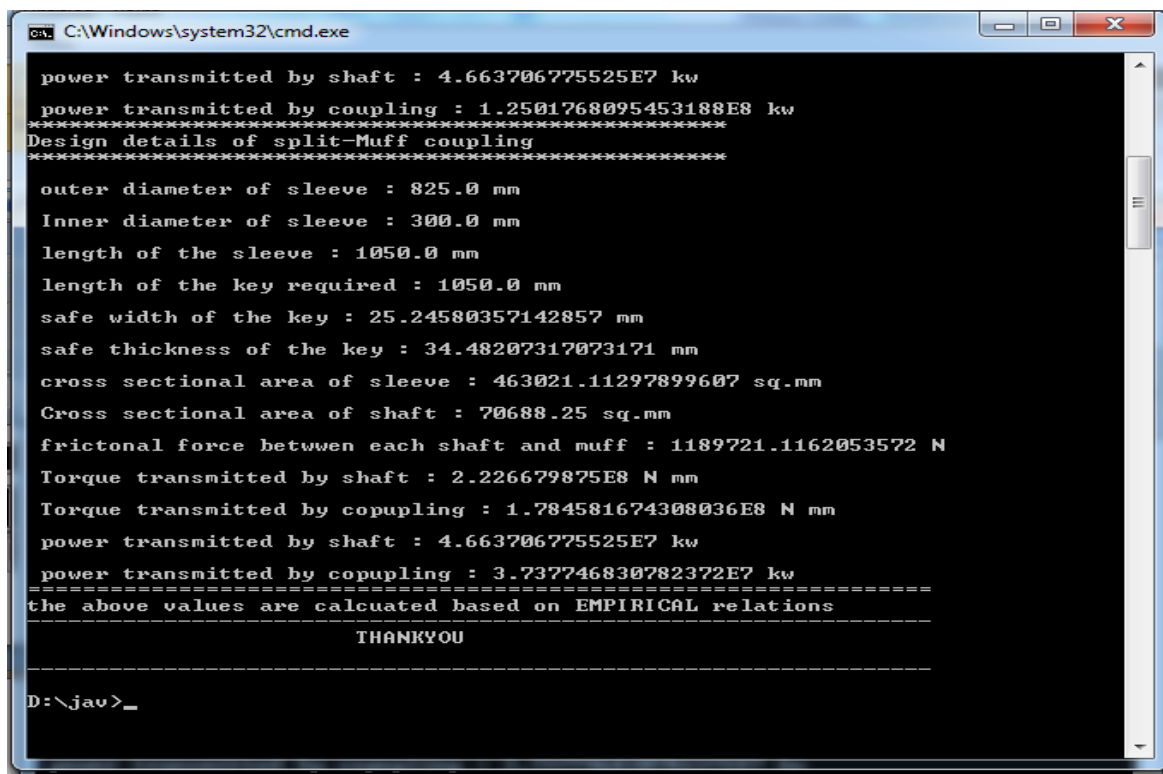 C:\Windows\system32\cmd.exe
power transmitted by shaft : 4.663706775525E7 kw
power transmitted by coupling : 1.2501768095453188E8 kw
*****************************************************
Design details of split-Muff coupling
*****************************************************
outer diameter of sleeve : 825.0 mm
Inner diameter of sleeve : 300.0 mm
length of the sleeve : 1050.0 mm
length of the key required : 1050.0 mm
safe width of the key : 25.24580357142857 mm
safe thickness of the key : 34.48207317073171 mm
cross sectional area of sleeve : 463021.11297899607 sq.mm
Cross sectional area of shaft : 70688.25 sq.mm
frictonal force betwwen each shaft and muff : 1189721.1162053572 N
Torque transmitted by shaft : 2.226679875E8 N mm
Torque transmitted by copupling : 1.784581674308036E8 N mm
power transmitted by shaft : 4.663706775525E7 kw
power transmitted by copupling : 3.737746830782372E7 kw
====================================================================
the above values are calcuated based on EMPIRICAL relations
--------------------------------------------------------------------
THANKYOU
--------------------------------------------------------------------
D:\jav>_